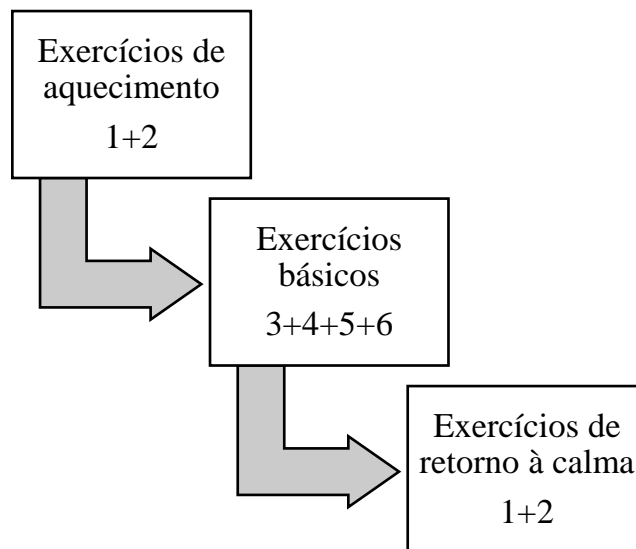 Exercícios de
aquecimento
1+2
Exercícios
básicos
3+4+5+6
Exercícios de
retorno à calma
1+2